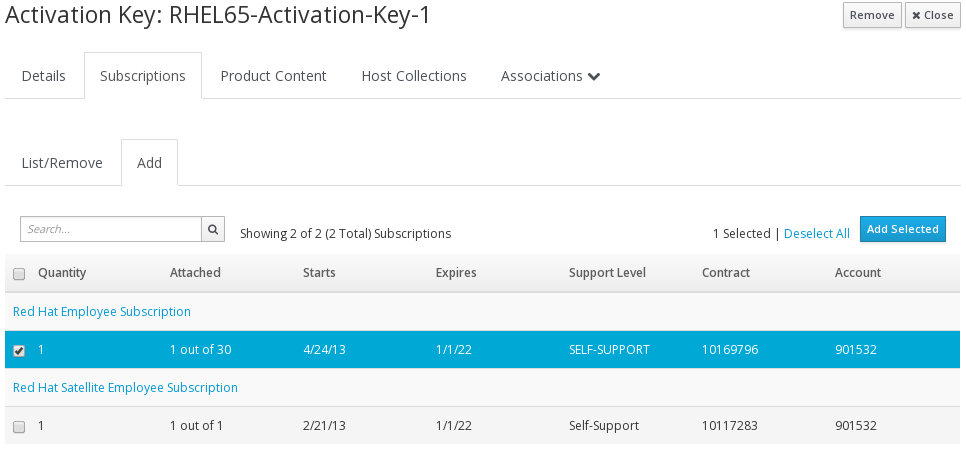 Activation Key: RHEL65-Activation-Key-1
Remove
Close
Details Subscriptions Product Content Host Collections Associations
List/Remove Add
Search...
Showing 2 of 2 (2 Total) Subscriptions
1 Selected | Deselect All
Add Selected
Quantity Attached Starts Expires Support Level Contract Account
Red Hat Employee Subscription
1 1 out of 30 4/24/13 1/1/22 SELF-SUPPORT 10169796 901532
Red Hat Satellite Employee Subscription
1 1 out of 1 2/21/13 1/1/22 Self-Support 10117283 901532